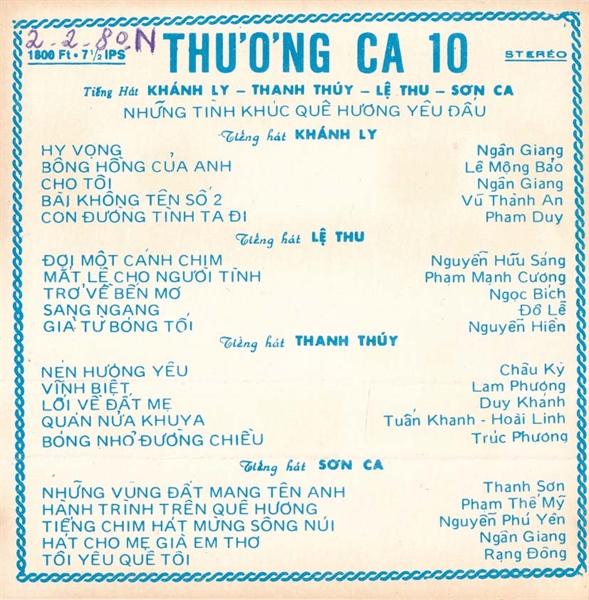 2-2-80N
1800 Ft • 7 1/2 IPS
THƯƠNG CA 10
STEREO
Tiếng Hát KHÁNH LY – THANH THÚY – LỆ THU – SƠN CA
NHỮNG TÌNH KHÚC QUÊ HƯƠNG YÊU DẤU
Tiếng hát KHÁNH LY
HY VỌNG Ngân Giang
BÔNG HỒNG CỦA ANH Lê Mộng Bảo
CHO TÔI Ngân Giang
BÀI KHÔNG TÊN SỐ 2 Vũ Thành An
CON ĐƯỜNG TÌNH TA ĐI Phạm Duy
Tiếng hát LỆ THU
ĐỢI MỘT CÁNH CHIM Nguyễn Hữu Sáng
MẮT LỆ CHO NGƯỜI TÌNH Phạm Mạnh Cương
TRỞ VỀ BẾN MƠ Ngọc Bích
SANG NGANG Đỗ Lễ
GIÃ TỪ BÓNG TỐI Nguyễn Hiền
Tiếng hát THANH THÚY
NÉN HƯƠNG YÊU Châu Kỳ
VĨNH BIỆT Lam Phương
LỐI VỀ ĐẤT MẸ Duy Khánh
QUÁN NỬA KHUYA Tuấn Khanh - Hoài Linh
BÓNG NHỎ ĐƯỜNG CHIỀU Trúc Phương
Tiếng hát SƠN CA
NHỮNG VÙNG ĐẤT MANG TÊN ANH Thanh Sơn
HÀNH TRÌNH TRÊN QUÊ HƯƠNG Phạm Thế Mỹ
TIẾNG CHIM HÁT MỪNG SÔNG NÚI Nguyễn Phú Yên
HÁT CHO MẸ GIÀ EM THƠ Ngân Giang
TÔI YÊU QUÊ TÔI Rạng Đông